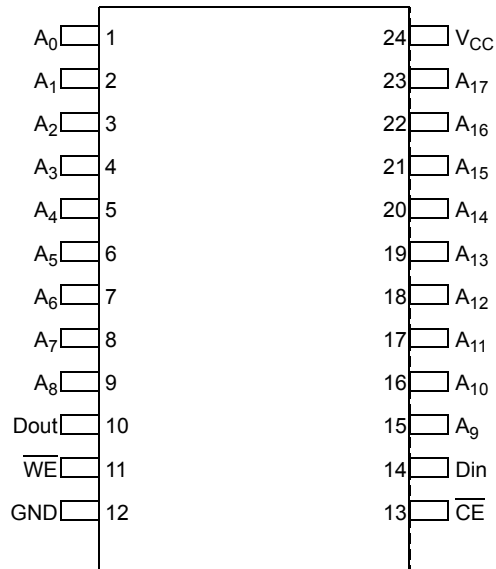 A0 1 24 VCC
A1 2 23 A17
A2 3 22 A16
A3 4 21 A15
A4 5 20 A14
A5 6 19 A13
A6 7 18 A12
A7 8 17 A11
A8 9 16 A10
Dout 10 15 A9
W̅E̅ 11 14 Din
GND 12 13 C̅E̅